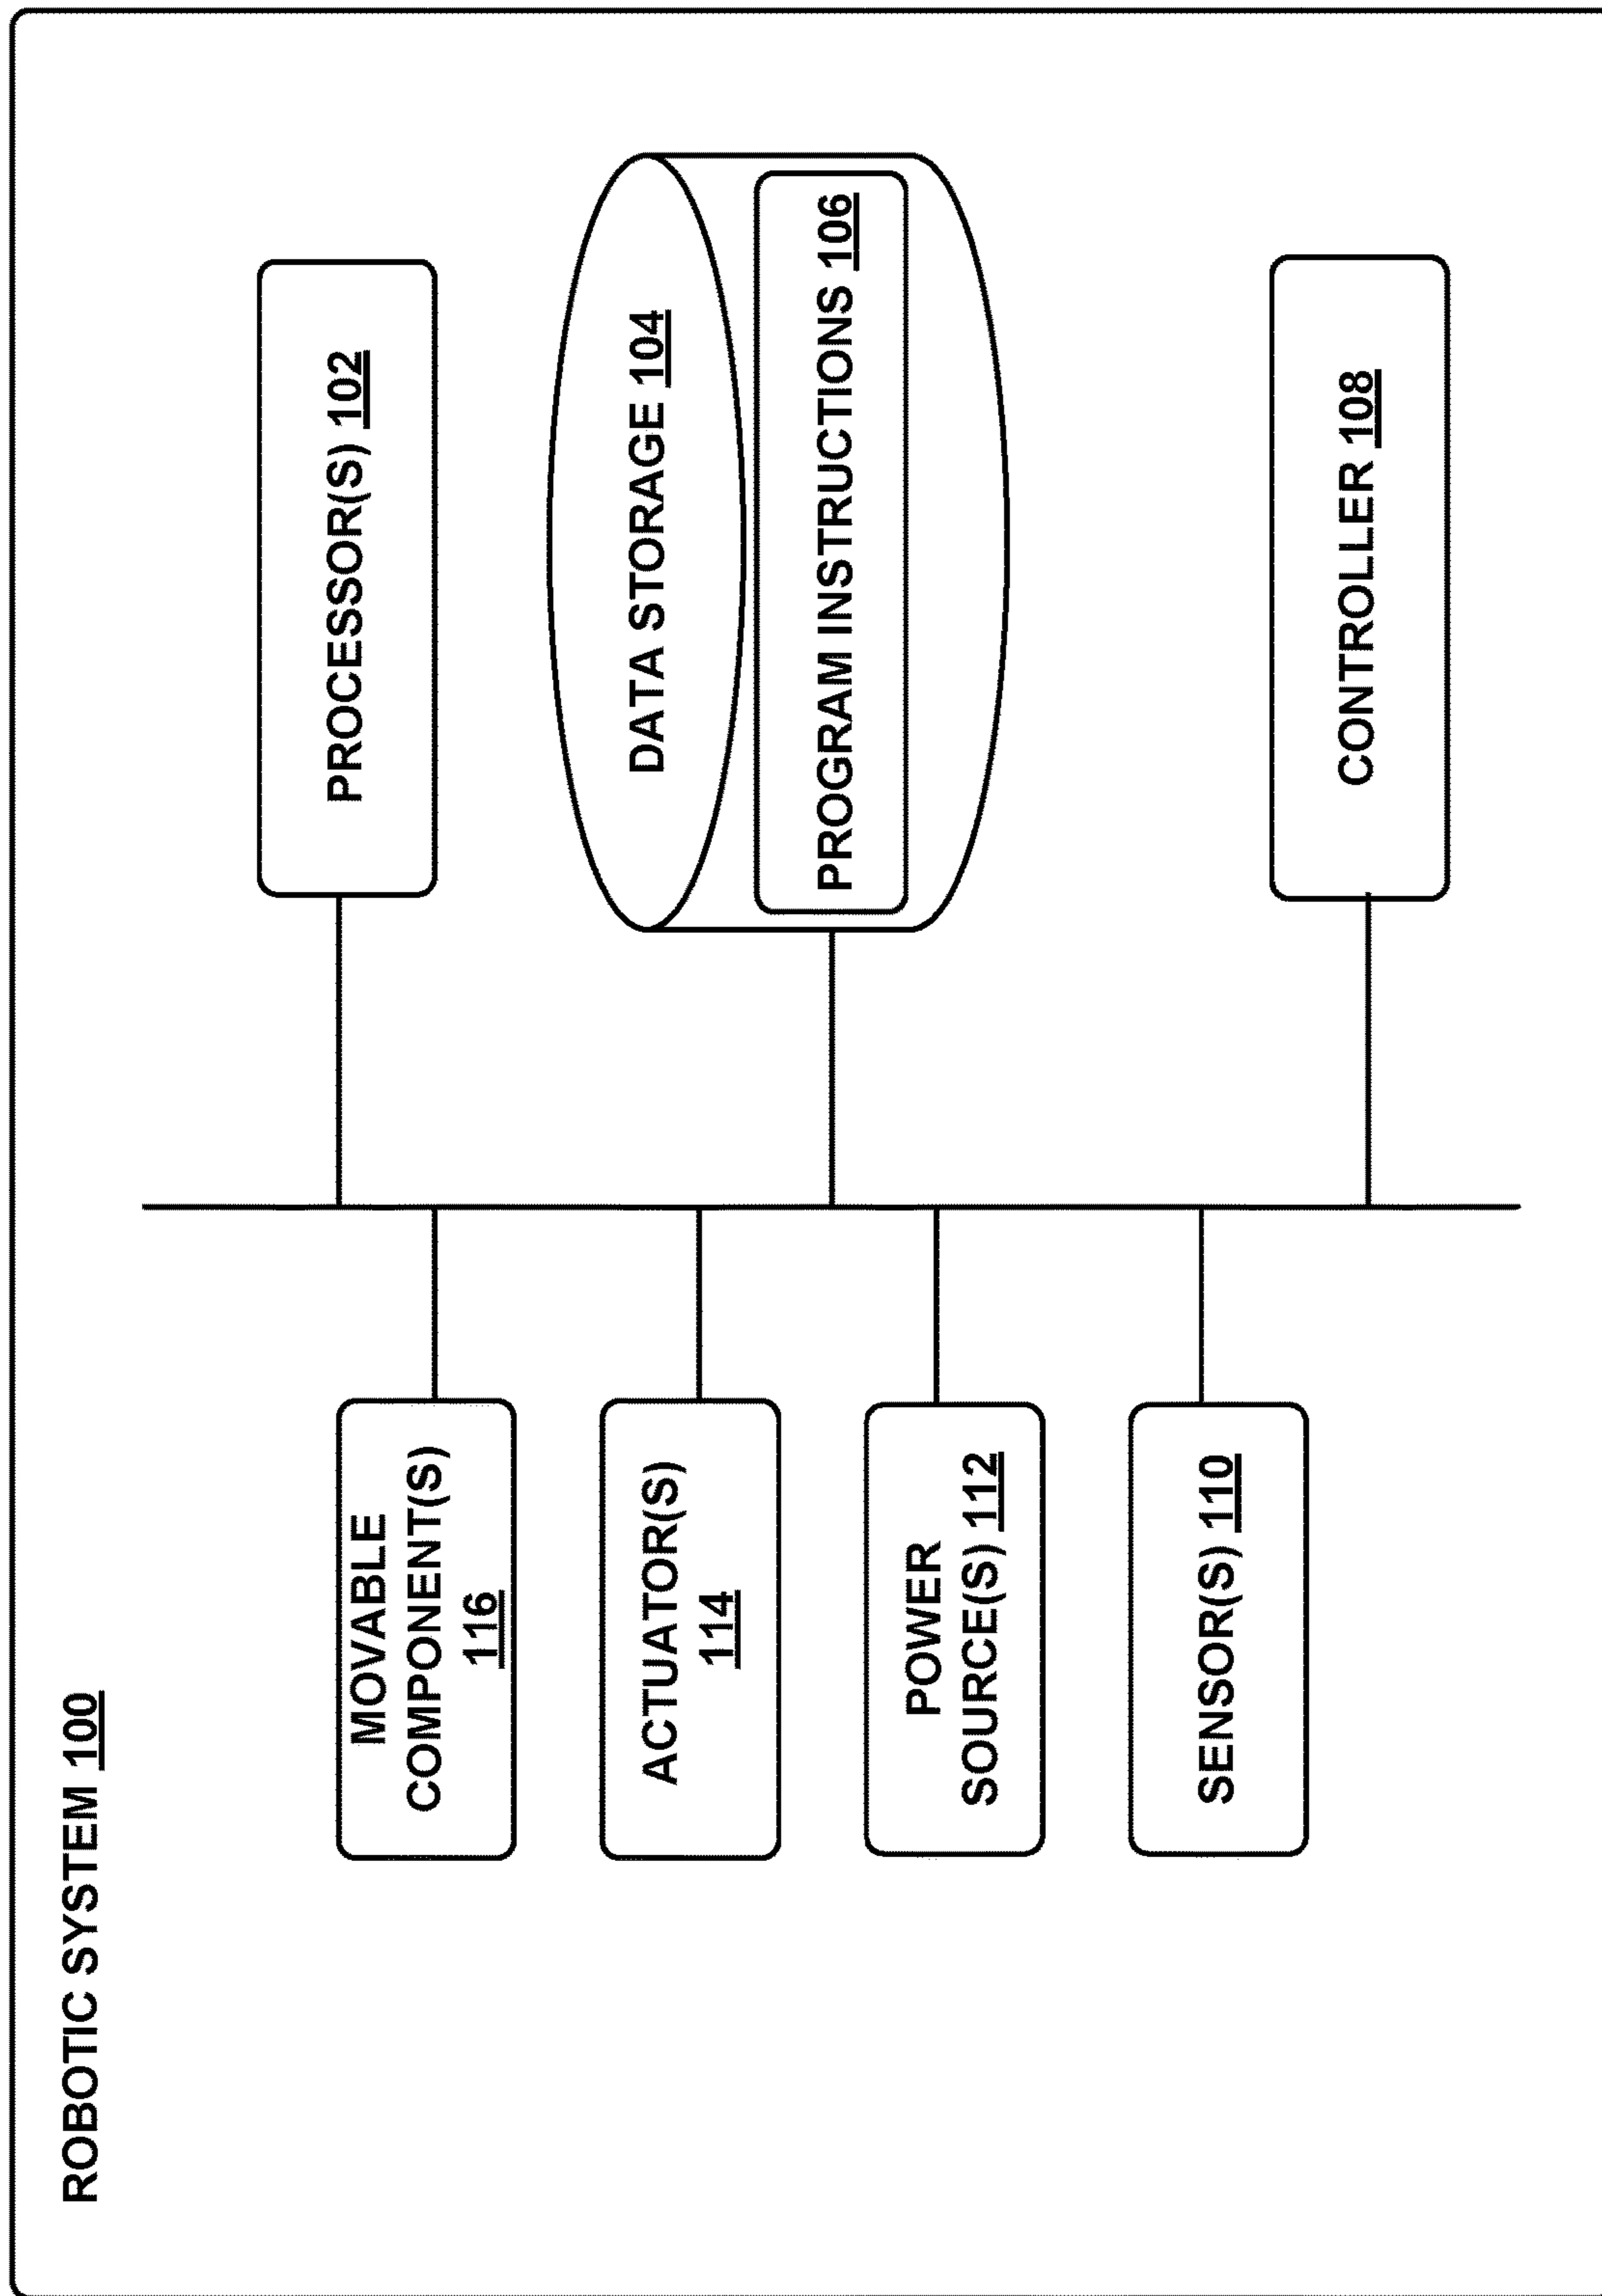 ROBOTIC SYSTEM 100
MOVABLE
COMPONENT(S)
116
ACTUATOR(S)
114
POWER
SOURCE(S) 112
SENSOR(S) 110
PROCESSOR(S) 102
DATA STORAGE 104
PROGRAM INSTRUCTIONS 106
CONTROLLER 108